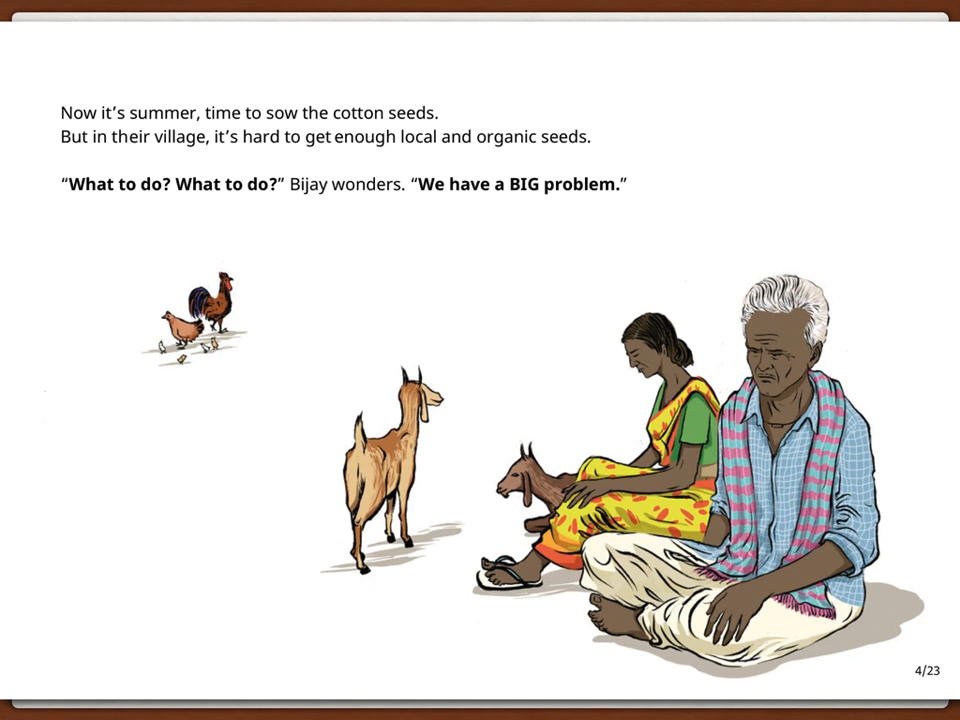 Now it’s summer, time to sow the cotton seeds.
But in their village, it’s hard to get enough local and organic seeds.
“What to do? What to do?” Bijay wonders. “We have a BIG problem.”
4/23